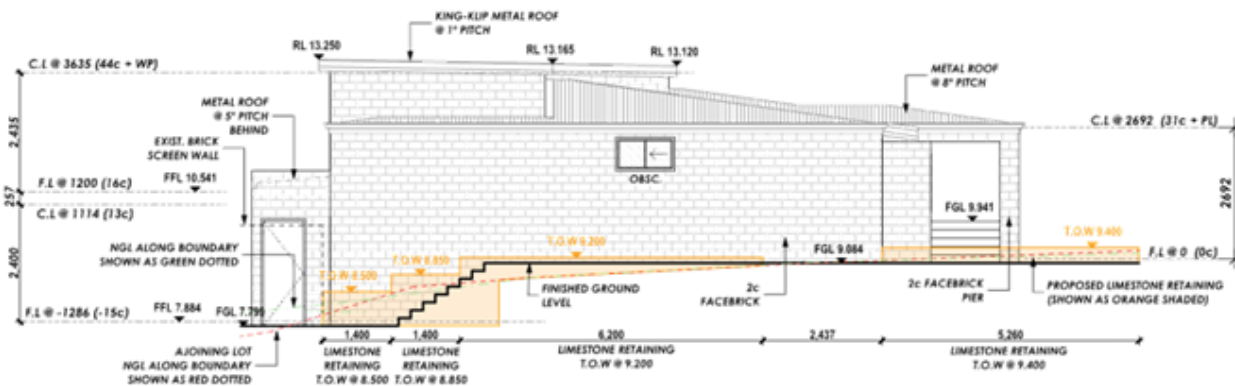 KING-KLIP METAL ROOF
@ 1° PITCH
RL 13.250
RL 13.165
RL 13.120
C.L @ 3635 (44c + WP)
METAL ROOF
@ 5° PITCH
BEHIND
METAL ROOF
@ 8° PITCH
C.L @ 2692 (31c + PL)
EXIST. BRICK
SCREEN WALL
2,435
OBSC.
F.L @ 1200 (16c)
FFL 10.541
257
C.L @ 1114 (13c)
2692
FGL 9.941
NGL ALONG BOUNDARY
SHOWN AS GREEN DOTTED
T.O.W 9.200
T.O.W 9.400
FGL 9.084
F.L @ 0 (0c)
T.O.W 8.500
T.O.W 8.850
2,400
FINISHED GROUND
LEVEL
2c
FACEBRICK
2c FACEBRICK
PIER
PROPOSED LIMESTONE RETAINING
(SHOWN AS ORANGE SHADED)
F.L @ -1286 (-15c)
FFL 7.884
FGL 7.799
1,400
1,400
6,200
2,437
5,260
AJOINING LOT
NGL ALONG BOUNDARY
SHOWN AS RED DOTTED
LIMESTONE
RETAINING
T.O.W @ 8.500
LIMESTONE
RETAINING
T.O.W @ 8.850
LIMESTONE RETAINING
T.O.W @ 9.200
LIMESTONE RETAINING
T.O.W @ 9.400